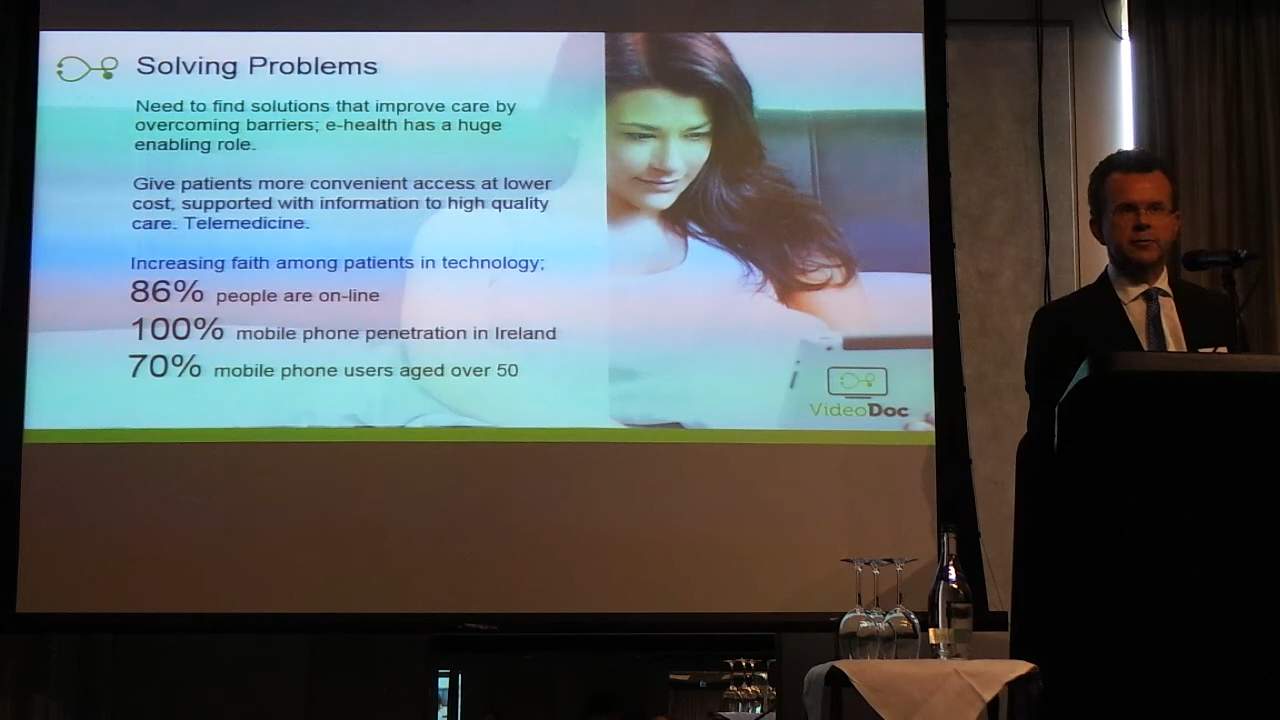 Solving Problems
Need to find solutions that improve care by
overcoming barriers; e-health has a huge
enabling role.
Give patients more convenient access at lower
cost, supported with information to high quality
care. Telemedicine.
Increasing faith among patients in technology;
86% people are on-line
100% mobile phone penetration in Ireland
70% mobile phone users aged over 50
VideoDoc